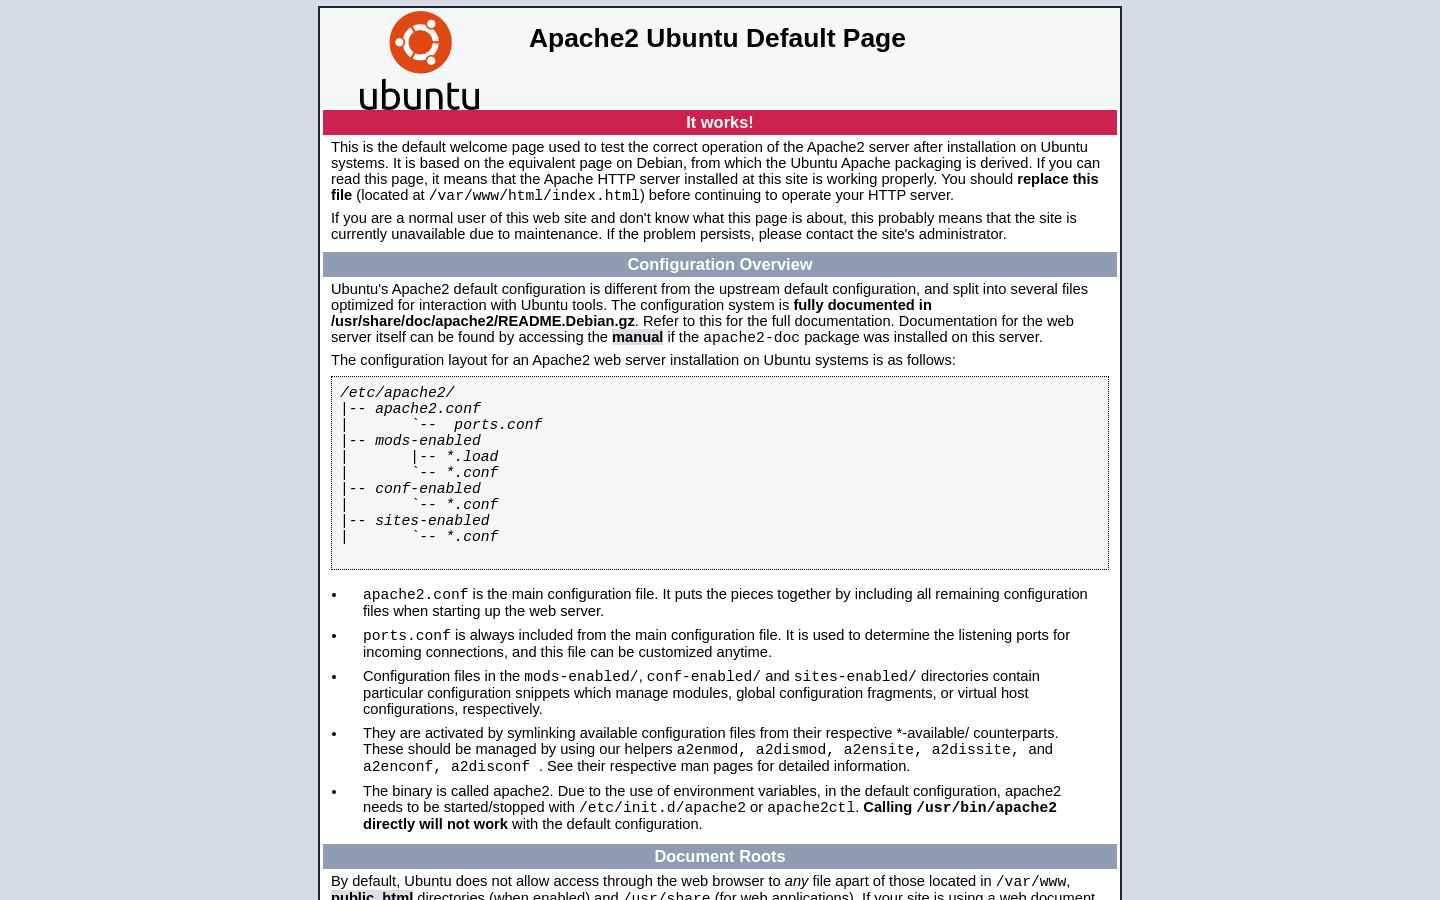 ubuntu
Apache2 Ubuntu Default Page
It works!
This is the default welcome page used to test the correct operation of the Apache2 server after installation on Ubuntu
systems. It is based on the equivalent page on Debian, from which the Ubuntu Apache packaging is derived. If you can
read this page, it means that the Apache HTTP server installed at this site is working properly. You should replace this
file (located at /var/www/html/index.html) before continuing to operate your HTTP server.
If you are a normal user of this web site and don't know what this page is about, this probably means that the site is
currently unavailable due to maintenance. If the problem persists, please contact the site's administrator.
Configuration Overview
Ubuntu's Apache2 default configuration is different from the upstream default configuration, and split into several files
optimized for interaction with Ubuntu tools. The configuration system is fully documented in
/usr/share/doc/apache2/README.Debian.gz. Refer to this for the full documentation. Documentation for the web
server itself can be found by accessing the manual if the apache2-doc package was installed on this server.
The configuration layout for an Apache2 web server installation on Ubuntu systems is as follows:
/etc/apache2/
|-- apache2.conf
|       `--  ports.conf
|-- mods-enabled
|       |-- *.load
|       `-- *.conf
|-- conf-enabled
|       `-- *.conf
|-- sites-enabled
|       `-- *.conf
• apache2.conf is the main configuration file. It puts the pieces together by including all remaining configuration
files when starting up the web server.
• ports.conf is always included from the main configuration file. It is used to determine the listening ports for
incoming connections, and this file can be customized anytime.
• Configuration files in the mods-enabled/, conf-enabled/ and sites-enabled/ directories contain
particular configuration snippets which manage modules, global configuration fragments, or virtual host
configurations, respectively.
• They are activated by symlinking available configuration files from their respective *-available/ counterparts.
These should be managed by using our helpers a2enmod, a2dismod, a2ensite, a2dissite, and
a2enconf, a2disconf . See their respective man pages for detailed information.
• The binary is called apache2. Due to the use of environment variables, in the default configuration, apache2
needs to be started/stopped with /etc/init.d/apache2 or apache2ctl. Calling /usr/bin/apache2
directly will not work with the default configuration.
Document Roots
By default, Ubuntu does not allow access through the web browser to any file apart of those located in /var/www,
public_html directories (when enabled) and /usr/share (for web applications). If your site is using a web document